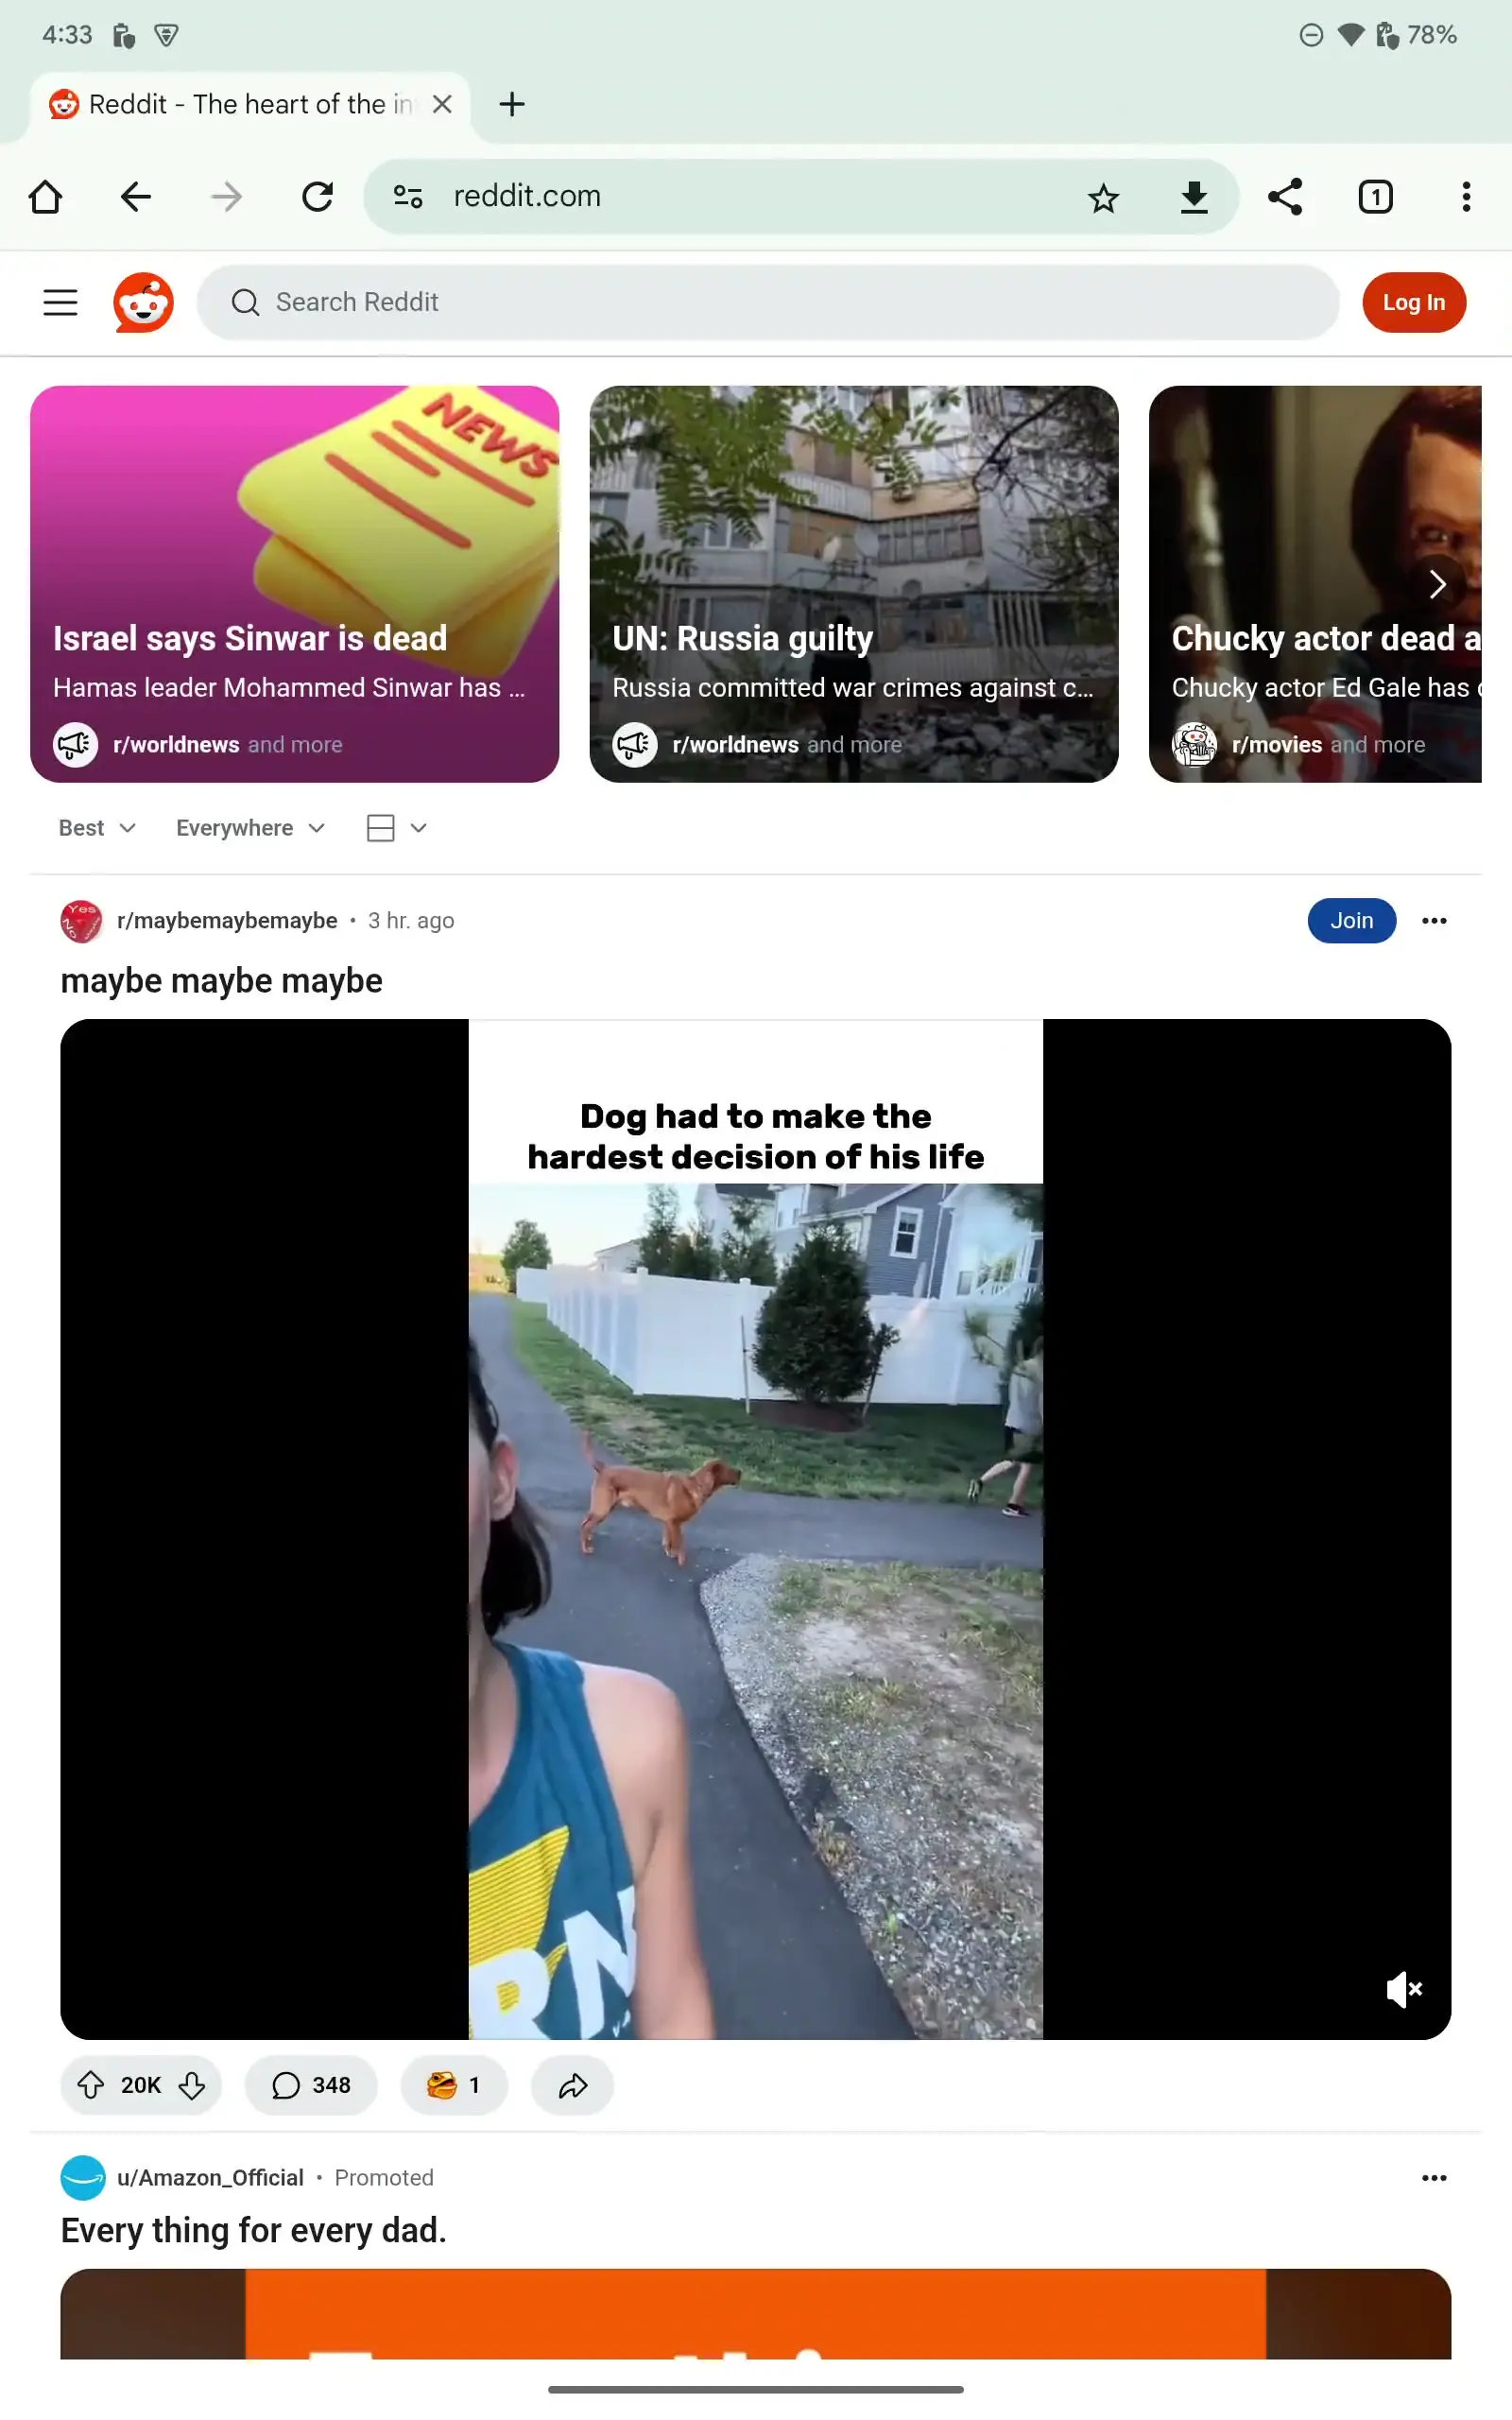 4:33
78%
Reddit - The heart of the in
reddit.com
1
Search Reddit
Log In
NEWS
Israel says Sinwar is dead
Hamas leader Mohammed Sinwar has ...
r/worldnews and more
UN: Russia guilty
Russia committed war crimes against c...
r/worldnews and more
Chucky actor dead a
Chucky actor Ed Gale has
r/movies and more
Best
Everywhere
Yes
NO
r/maybemaybemaybe • 3 hr. ago
Join
maybe maybe maybe
Dog had to make the
hardest decision of his life
RN
20K
348
1
u/Amazon_Official • Promoted
Every thing for every dad.